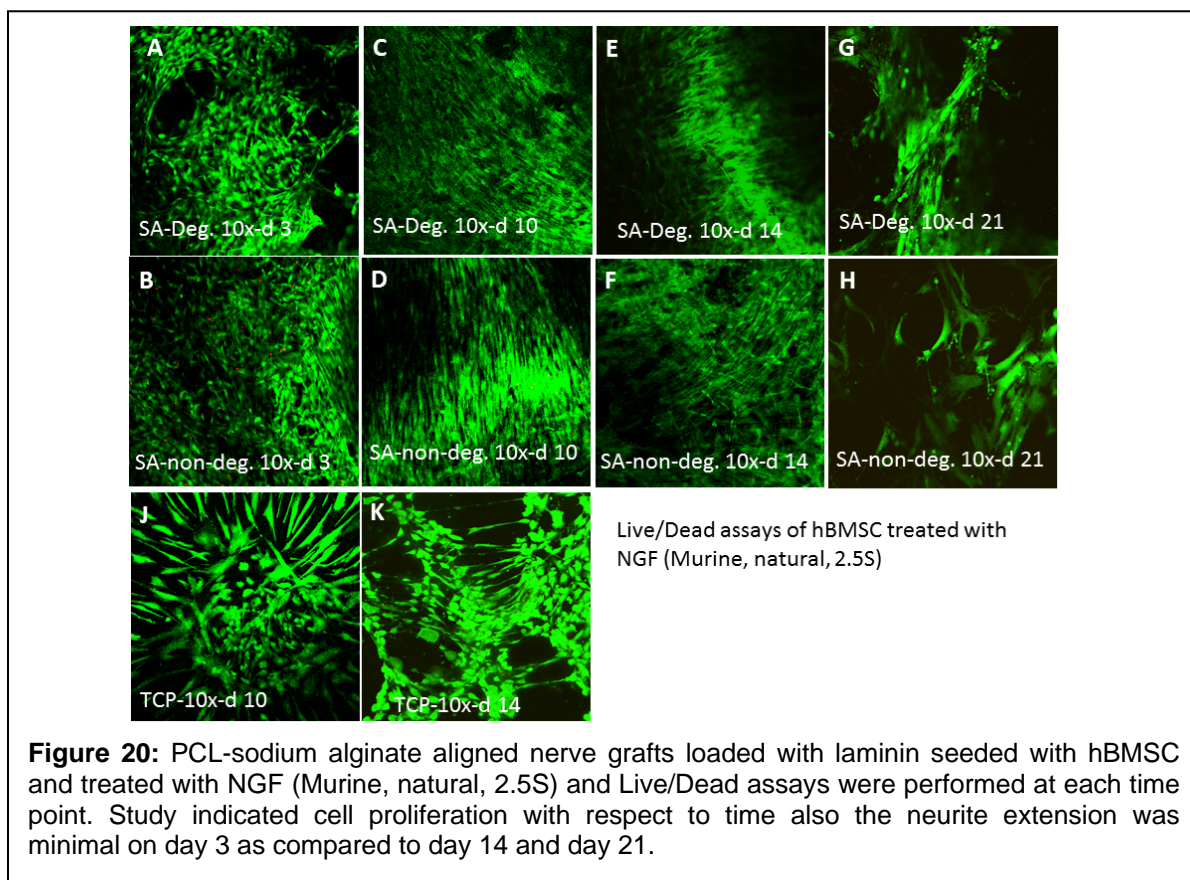 A
C
E
G
SA-Deg. 10x-d 3
SA-Deg. 10x-d 10
SA-Deg. 10x-d 14
SA-Deg. 10x-d 21
B
D
F
H
SA-non-deg. 10x-d 3
SA-non-deg. 10x-d 10
SA-non-deg. 10x-d 14
SA-non-deg. 10x-d 21
J
K
Live/Dead assays of hBMSC treated with
NGF (Murine, natural, 2.5S)
TCP-10x-d 10
TCP-10x-d 14
Figure 20: PCL-sodium alginate aligned nerve grafts loaded with laminin seeded with hBMSC
and treated with NGF (Murine, natural, 2.5S) and Live/Dead assays were performed at each time
point. Study indicated cell proliferation with respect to time also the neurite extension was
minimal on day 3 as compared to day 14 and day 21.